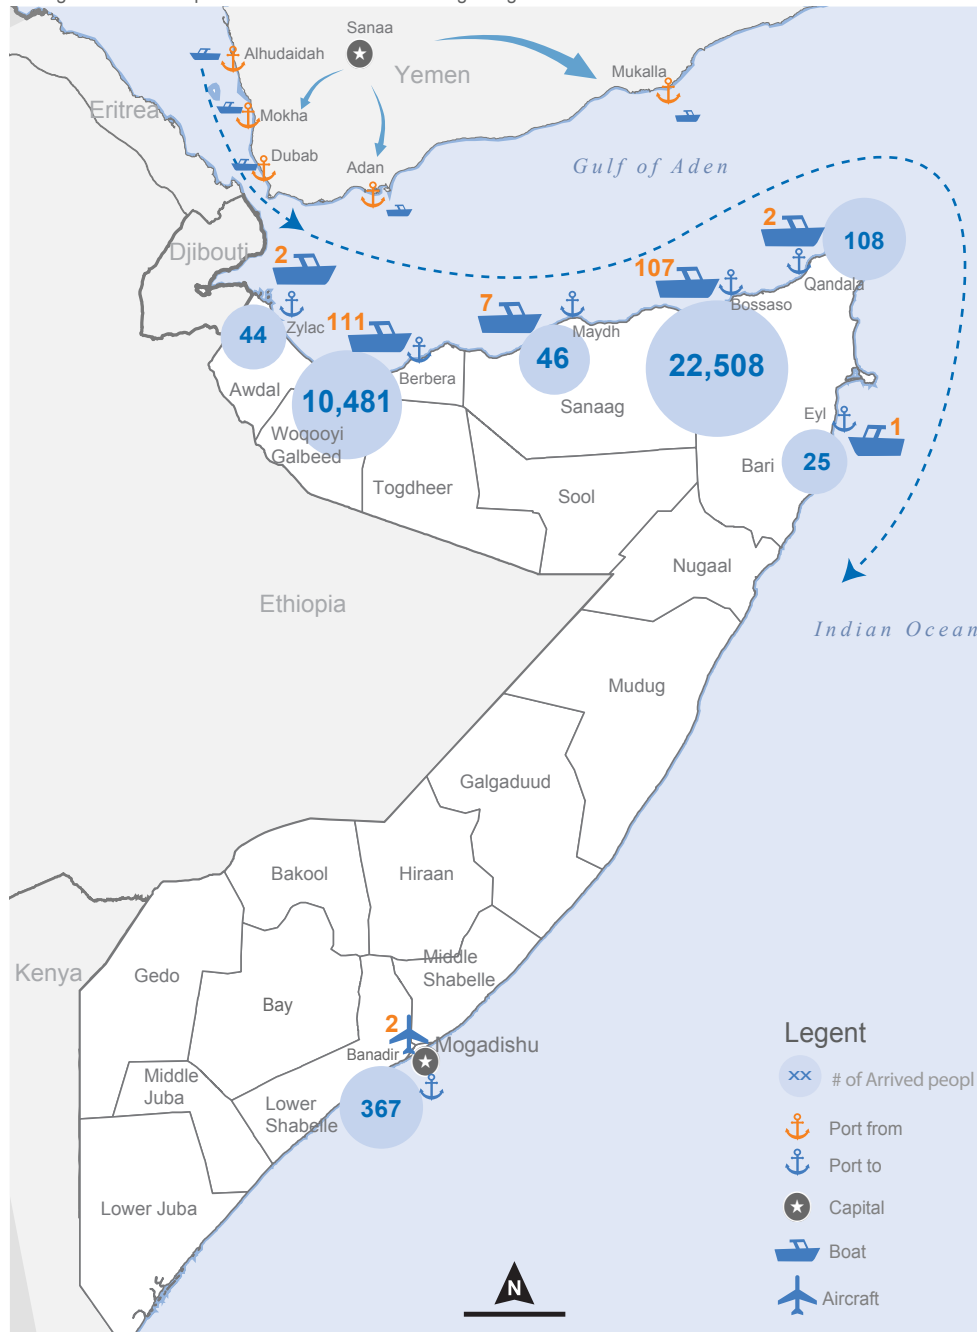 Sanaa
Alhudaidah
Yemen
Mukalla
Eritrea
Mokha
Dubab
Adan
Gulf of Aden
Djibouti
2
2
108
107
Qandala
Bossaso
7
Maydh
Zylac
111
44
Berbera
46
22,508
Awdal
10,481
Sanaag
Eyl
1
Woqooyi
Galbeed
Bari
25
Togdheer
Sool
Nugaal
Ethiopia
Indian Ocean
Mudug
Galgaduud
Bakool
Hiraan
Kenya
Gedo
Middle
Shabelle
Bay
2
Mogadishu
Banadir
Middle
Juba
Lower
Shabelle
367
Lower Juba
N
Legent
xx # of Arrived peopl
Port from
Port to
Capital
Boat
Aircraft